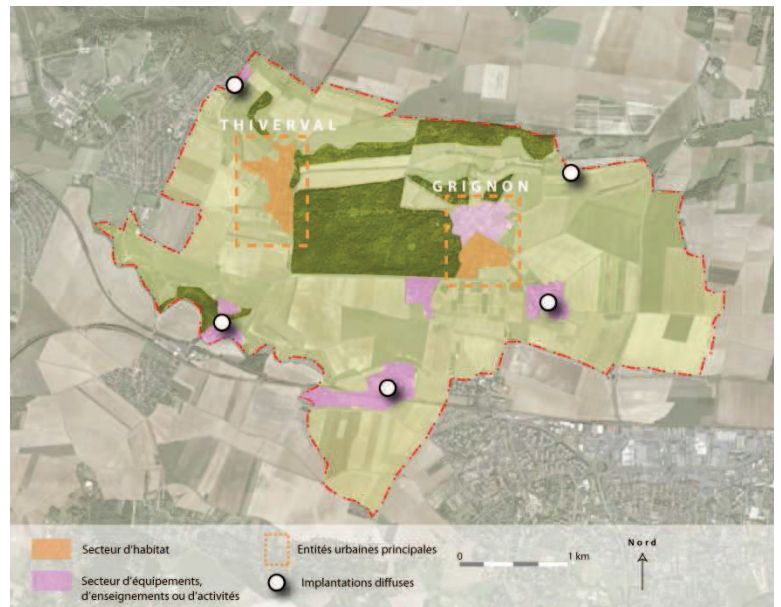 THIVERVAL
GRIGNON
Secteur d'habitat
Entités urbaines principales
0 1 km
Nord
Secteur d'équipements,
d'enseignements ou d'activités
Implantations diffuses